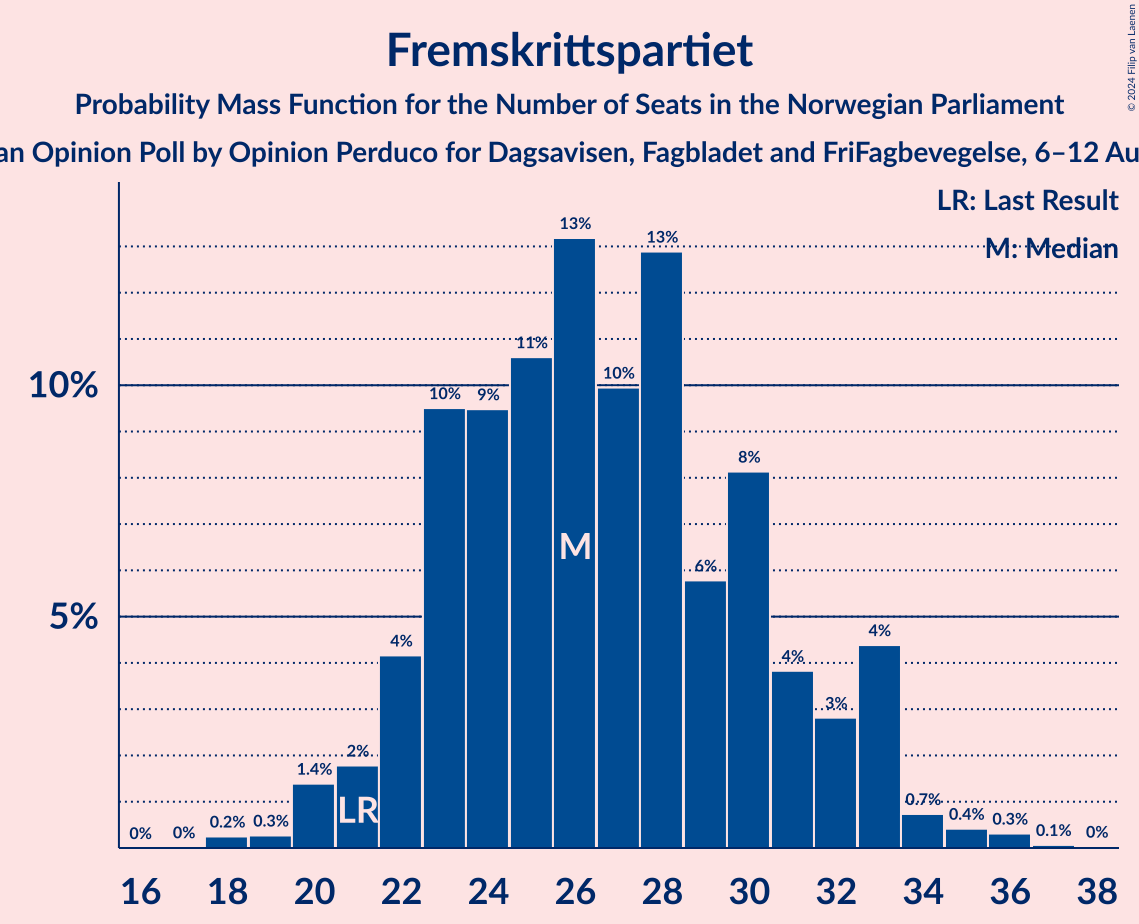 © 2024 Filip van Laenen
Fremskrittspartiet
Probability Mass Function for the Number of Seats in the Norwegian Parliament
an Opinion Poll by Opinion Perduco for Dagsavisen, Fagbladet and FriFagbevegelse, 6–12 Au
LR: Last Result
M: Median
10%
5%
0%
0%
0.2%
0.3%
1.4%
2%
4%
10%
9%
11%
13%
10%
13%
6%
8%
4%
3%
4%
0.7%
0.4%
0.3%
0.1%
0%
LR
M
16 18 20 22 24 26 28 30 32 34 36 38